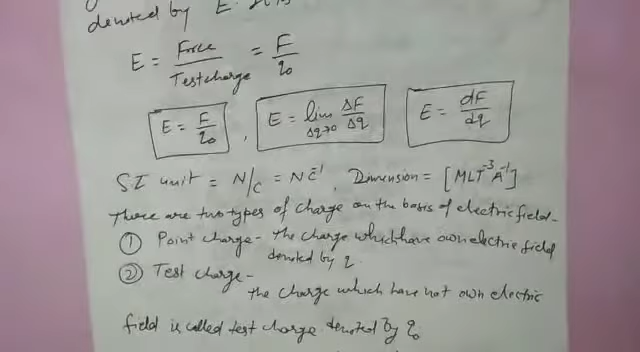 denoted by E.
E = Force / Test charge = F / q₀
E = F / q₀ , E = lim Δq→0 ΔF / Δq E = dF / dq
SI unit = N/C = NC⁻¹, Dimension = [MLT⁻³A⁻¹]
There are two types of charge on the basis of electric field-
① Point charge- The charge which have own electric field
denoted by q.
② Test charge-
the charge which have not own electric
field is called test charge denoted by q₀